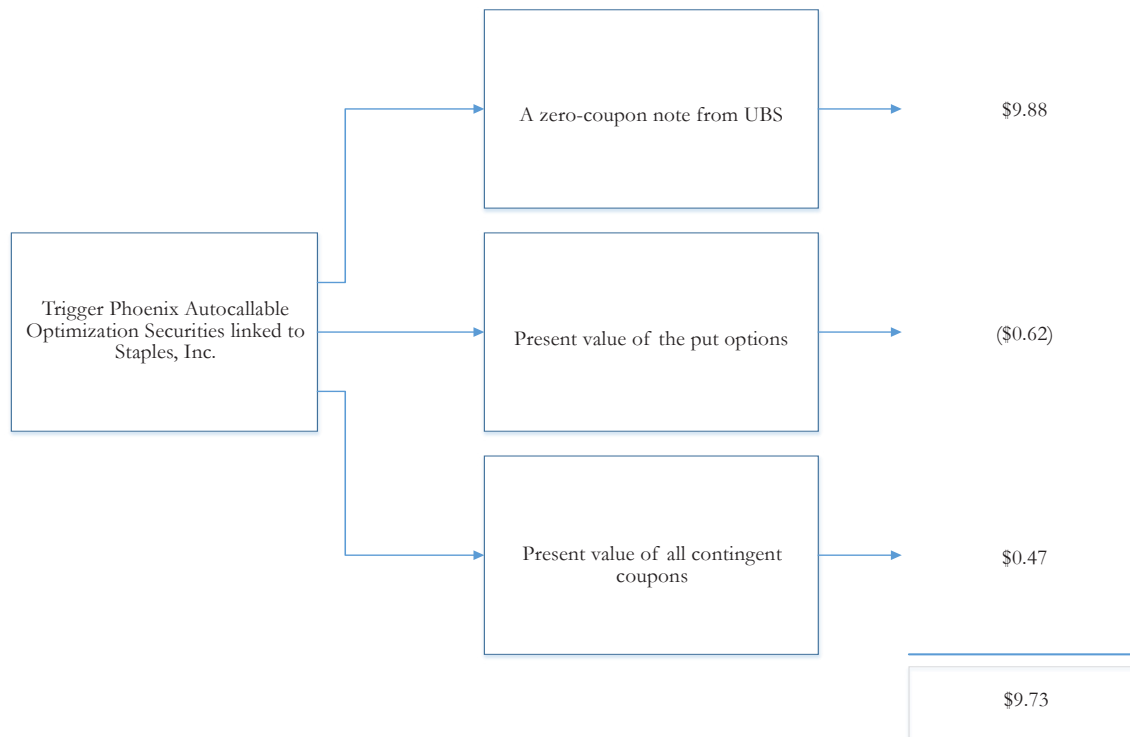 A zero-coupon note from UBS
$9.88
Trigger Phoenix Autocallable
Optimization Securities linked to
Staples, Inc.
Present value of the put options
($0.62)
Present value of all contingent
coupons
$0.47
$9.73